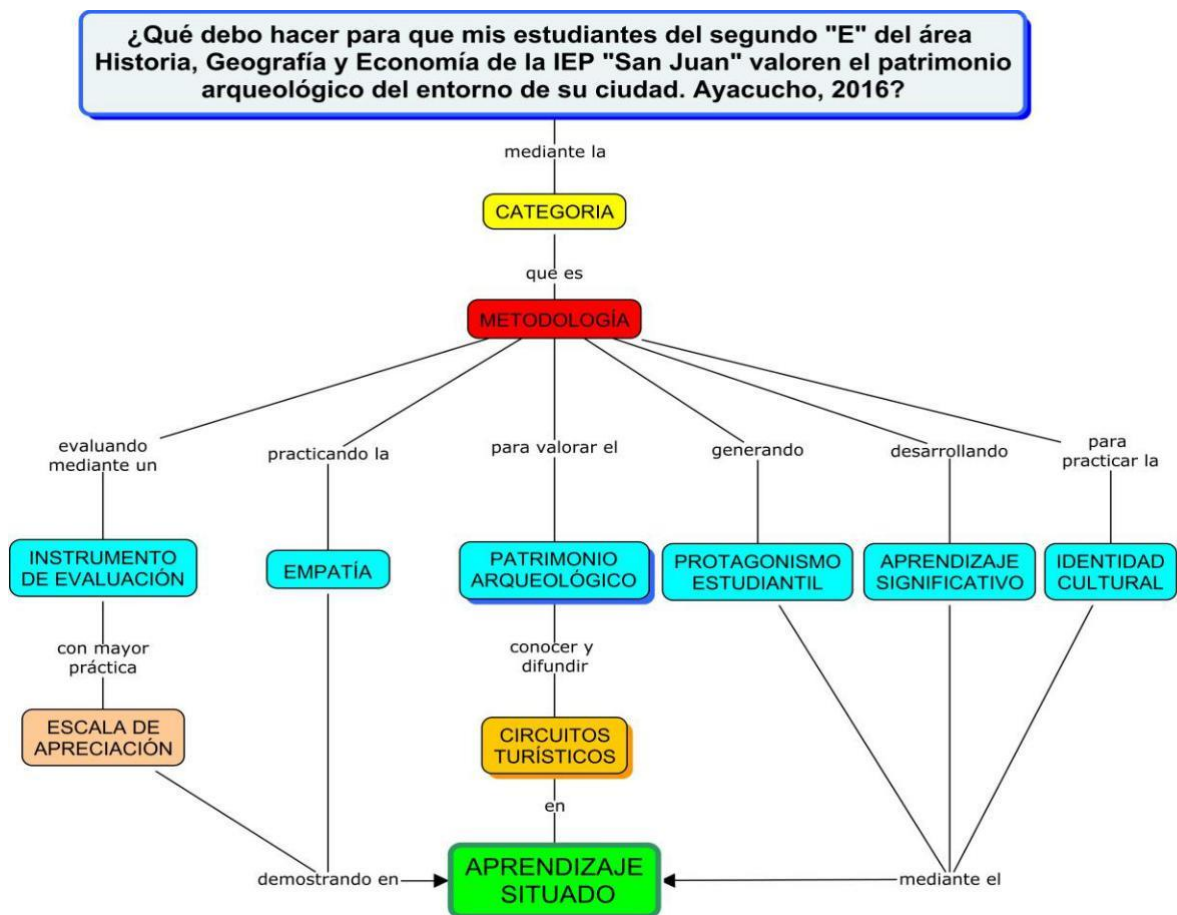 ¿Qué debo hacer para que mis estudiantes del segundo "E" del área
Historia, Geografía y Economía de la IEP "San Juan" valoren el patrimonio
arqueológico del entorno de su ciudad. Ayacucho, 2016?
mediante la
CATEGORIA
que es
METODOLOGÍA
evaluando
mediante un
practicando la
para valorar el
generando
desarrollando
para
practicar la
INSTRUMENTO
DE EVALUACIÓN
EMPATÍA
PATRIMONIO
ARQUEOLÓGICO
PROTAGONISMO
ESTUDIANTIL
APRENDIZAJE
SIGNIFICATIVO
IDENTIDAD
CULTURAL
con mayor
práctica
conocer y
difundir
ESCALA DE
APRECIACIÓN
CIRCUITOS
TURÍSTICOS
en
demostrando en
APRENDIZAJE
SITUADO
mediante el